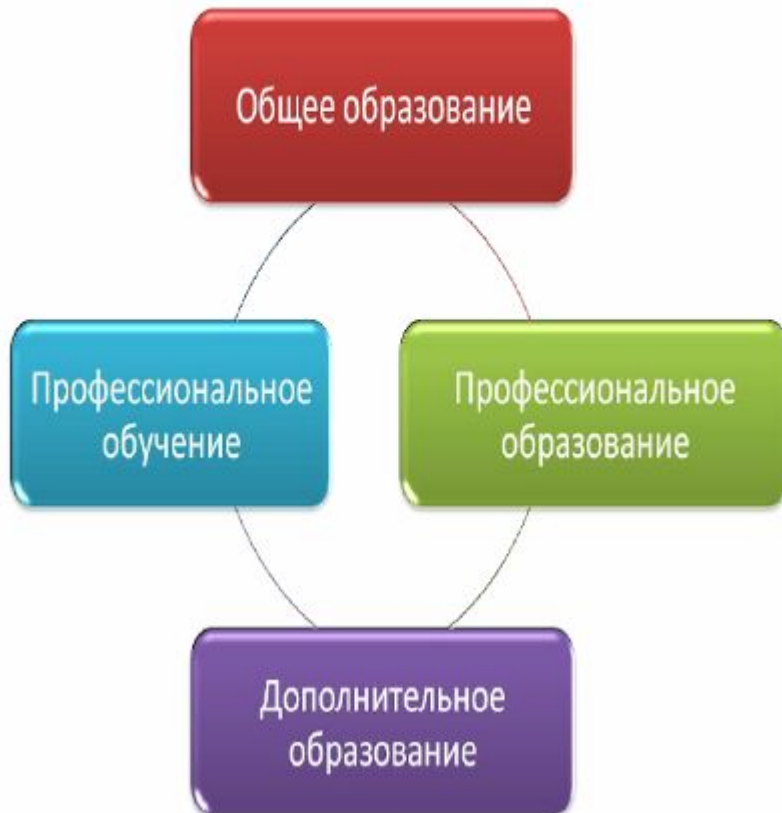 Общее образование
Профессиональное
обучение
Профессиональное
образование
Дополнительное
образование